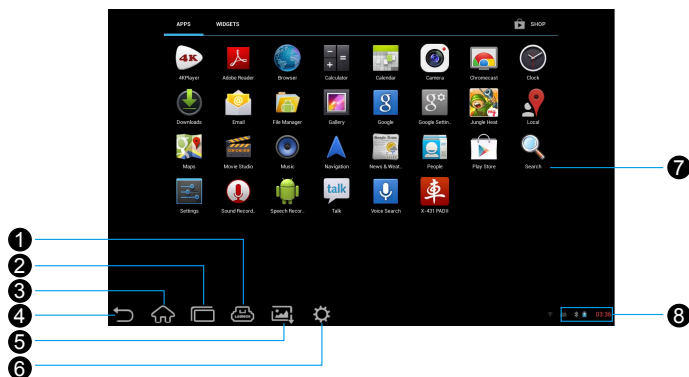 APPS WIDGETS SHOP
4K
4KPlayer Adobe Reader Browser Calculator Calendar Camera Chromecast Clock
Downloads Email File Manager Gallery Google Google Settin.. Jungle Heat Local
Maps Movie Studio Music Navigation News & Weat.. People Play Store Search
talk 車
Settings Sound Record.. Speech Recor.. Talk Voice Search X-431 PADII
7
1
2
3
4
LAUNCH
03:36
8
5
6